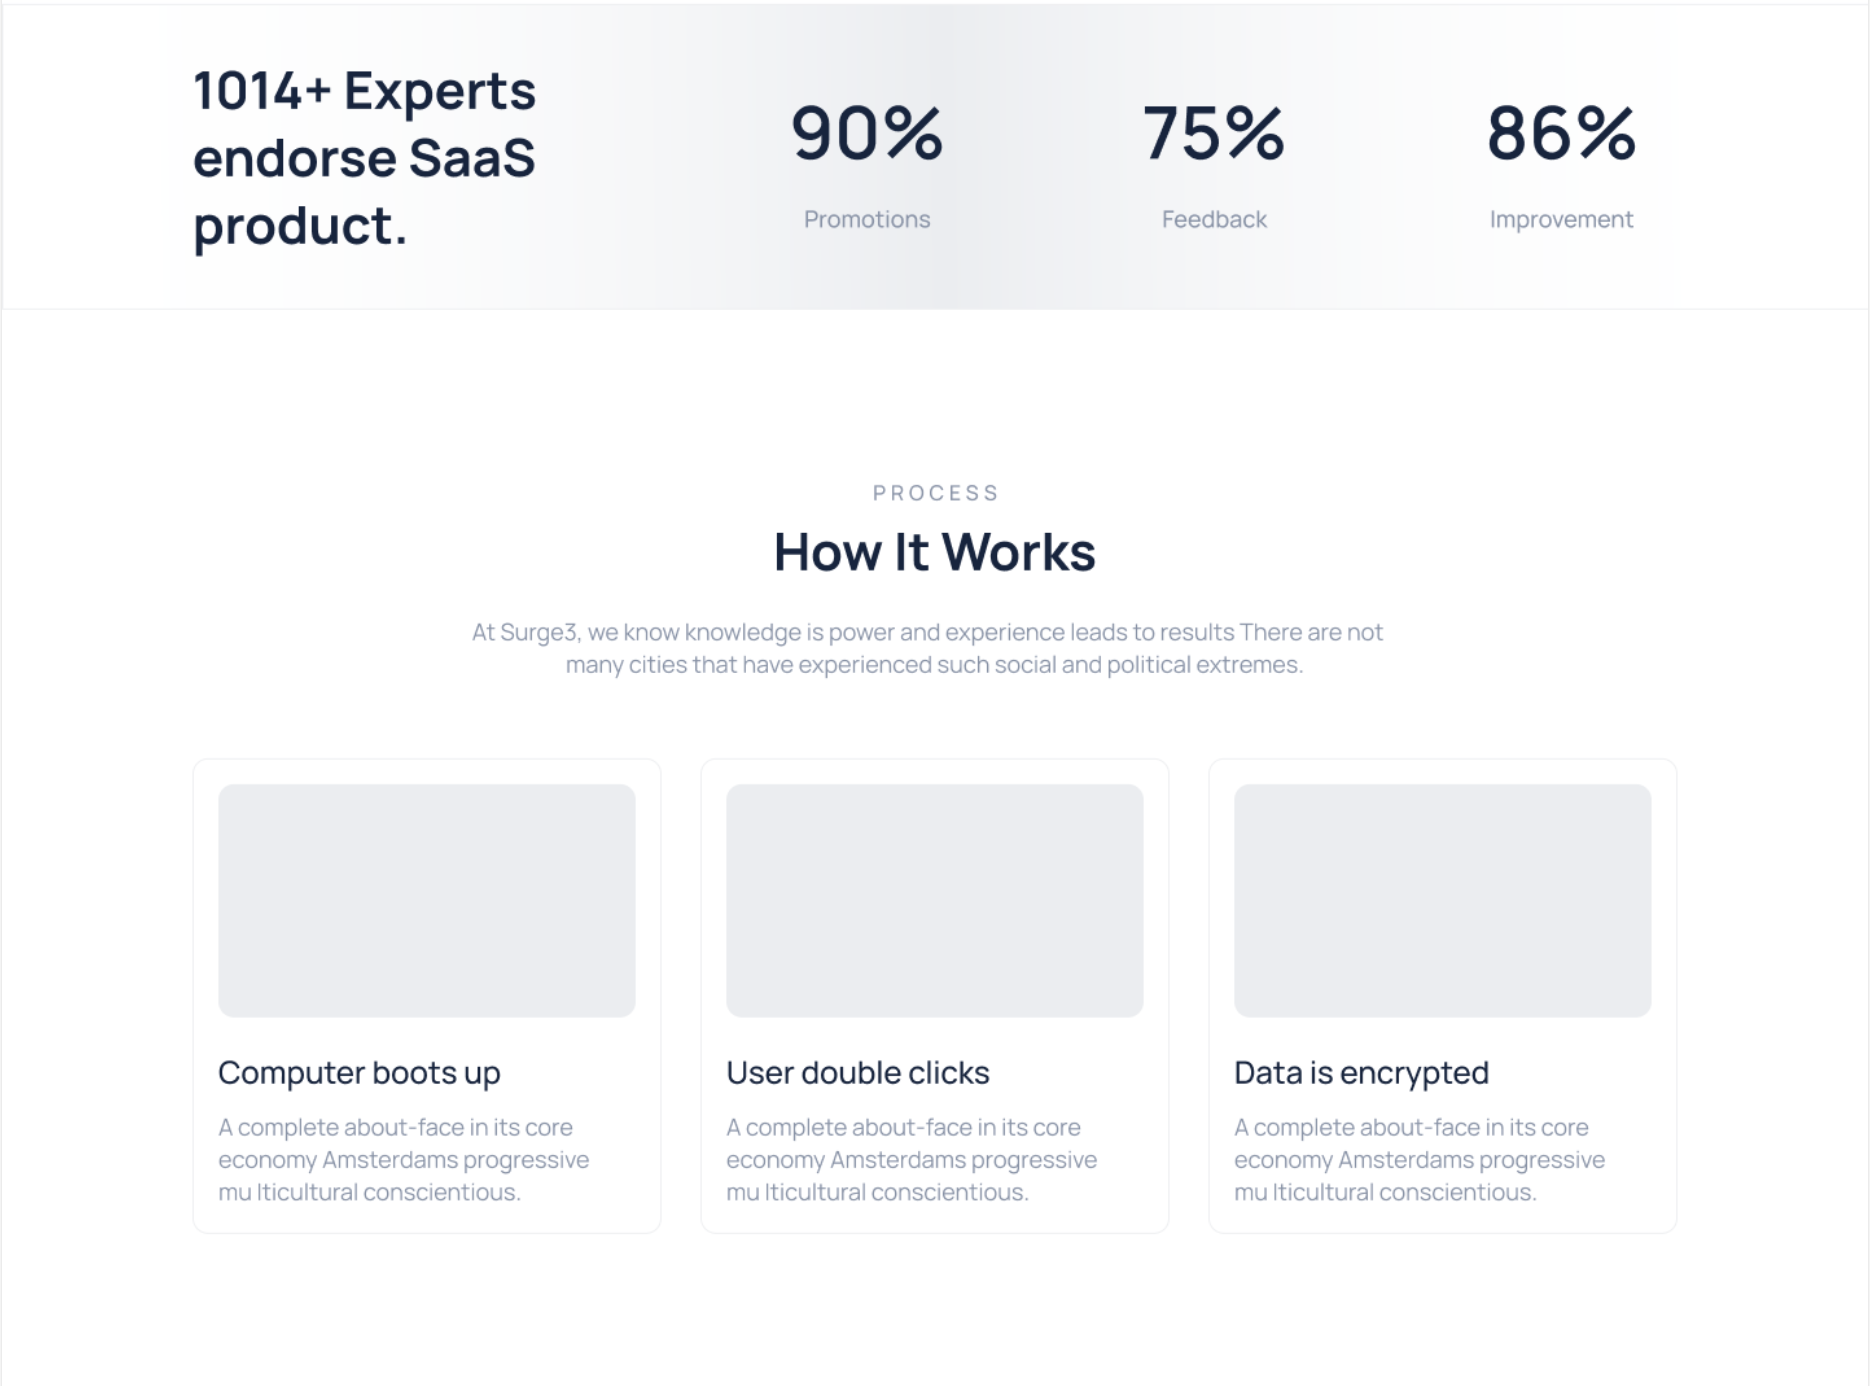 1014+ Experts
endorse SaaS
product.
90%
Promotions
75%
Feedback
86%
Improvement
PROCESS
How It Works
At Surge3, we know knowledge is power and experience leads to results There are not
many cities that have experienced such social and political extremes.
Computer boots up
A complete about-face in its core
economy Amsterdams progressive
mu lticultural conscientious.
User double clicks
A complete about-face in its core
economy Amsterdams progressive
mu lticultural conscientious.
Data is encrypted
A complete about-face in its core
economy Amsterdams progressive
mu lticultural conscientious.